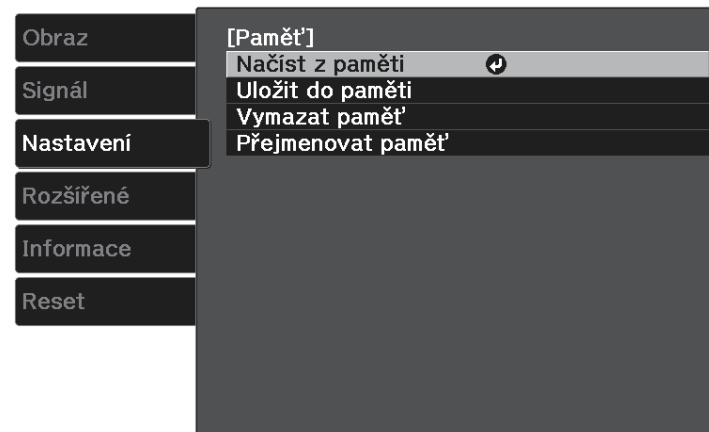 Obraz
Signál
Nastavení
Rozšířené
Informace
Reset
[Paměť]
Načíst z paměti
Uložit do paměti
Vymazat paměť
Přejmenovat paměť